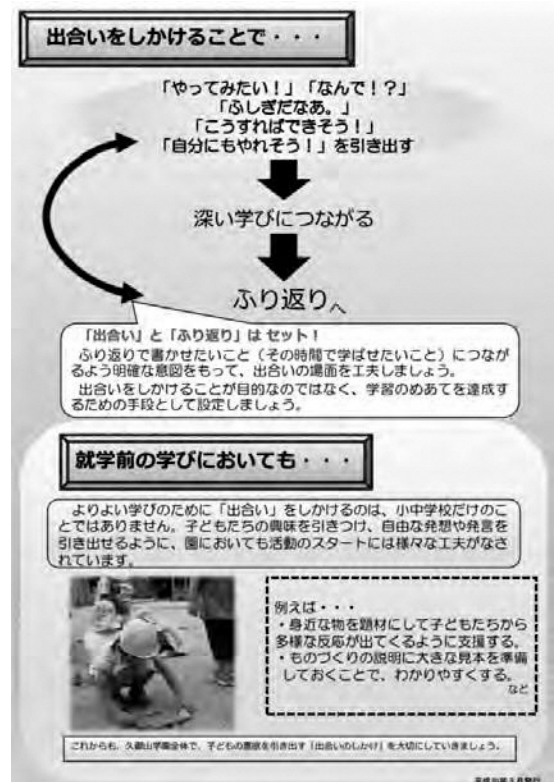 出合いをしかけることで・・・
「やってみたい！」「なんで！？」
「ふしぎだなあ。」
「こうすればできそう！」
「自分にもやれそう！」を引き出す
深い学びにつながる
ふり返りへ
「出合い」と「ふり返り」は セット！
ふり返りで書かせたいこと（その時間で学ばせたいこと）につなが
るよう明確な意図をもって、出合いの場面を工夫しましょう。
出合いをしかけることが目的なのではなく、学習のめあてを達成す
るための手段として設定しましょう。
就学前の学びにおいても・・・
よりよい学びのために「出合い」をしかけるのは、小中学校だけのこ
とではありません。子どもたちの興味を引きつけ、自由な発想や発言を
引き出せるように、園においても活動のスタートには様々な工夫がなさ
れています。
例えば・・・
・身近な物を題材にして子どもたちから
多様な反応が出てくるように支援する。
・ものづくりの説明に大きな見本を準備
しておくことで、わかりやすくする。
など
これからも、久御山学園全体で、子どもの意欲を引き出す「出合いのしかけ」を大切にしていきましょう。